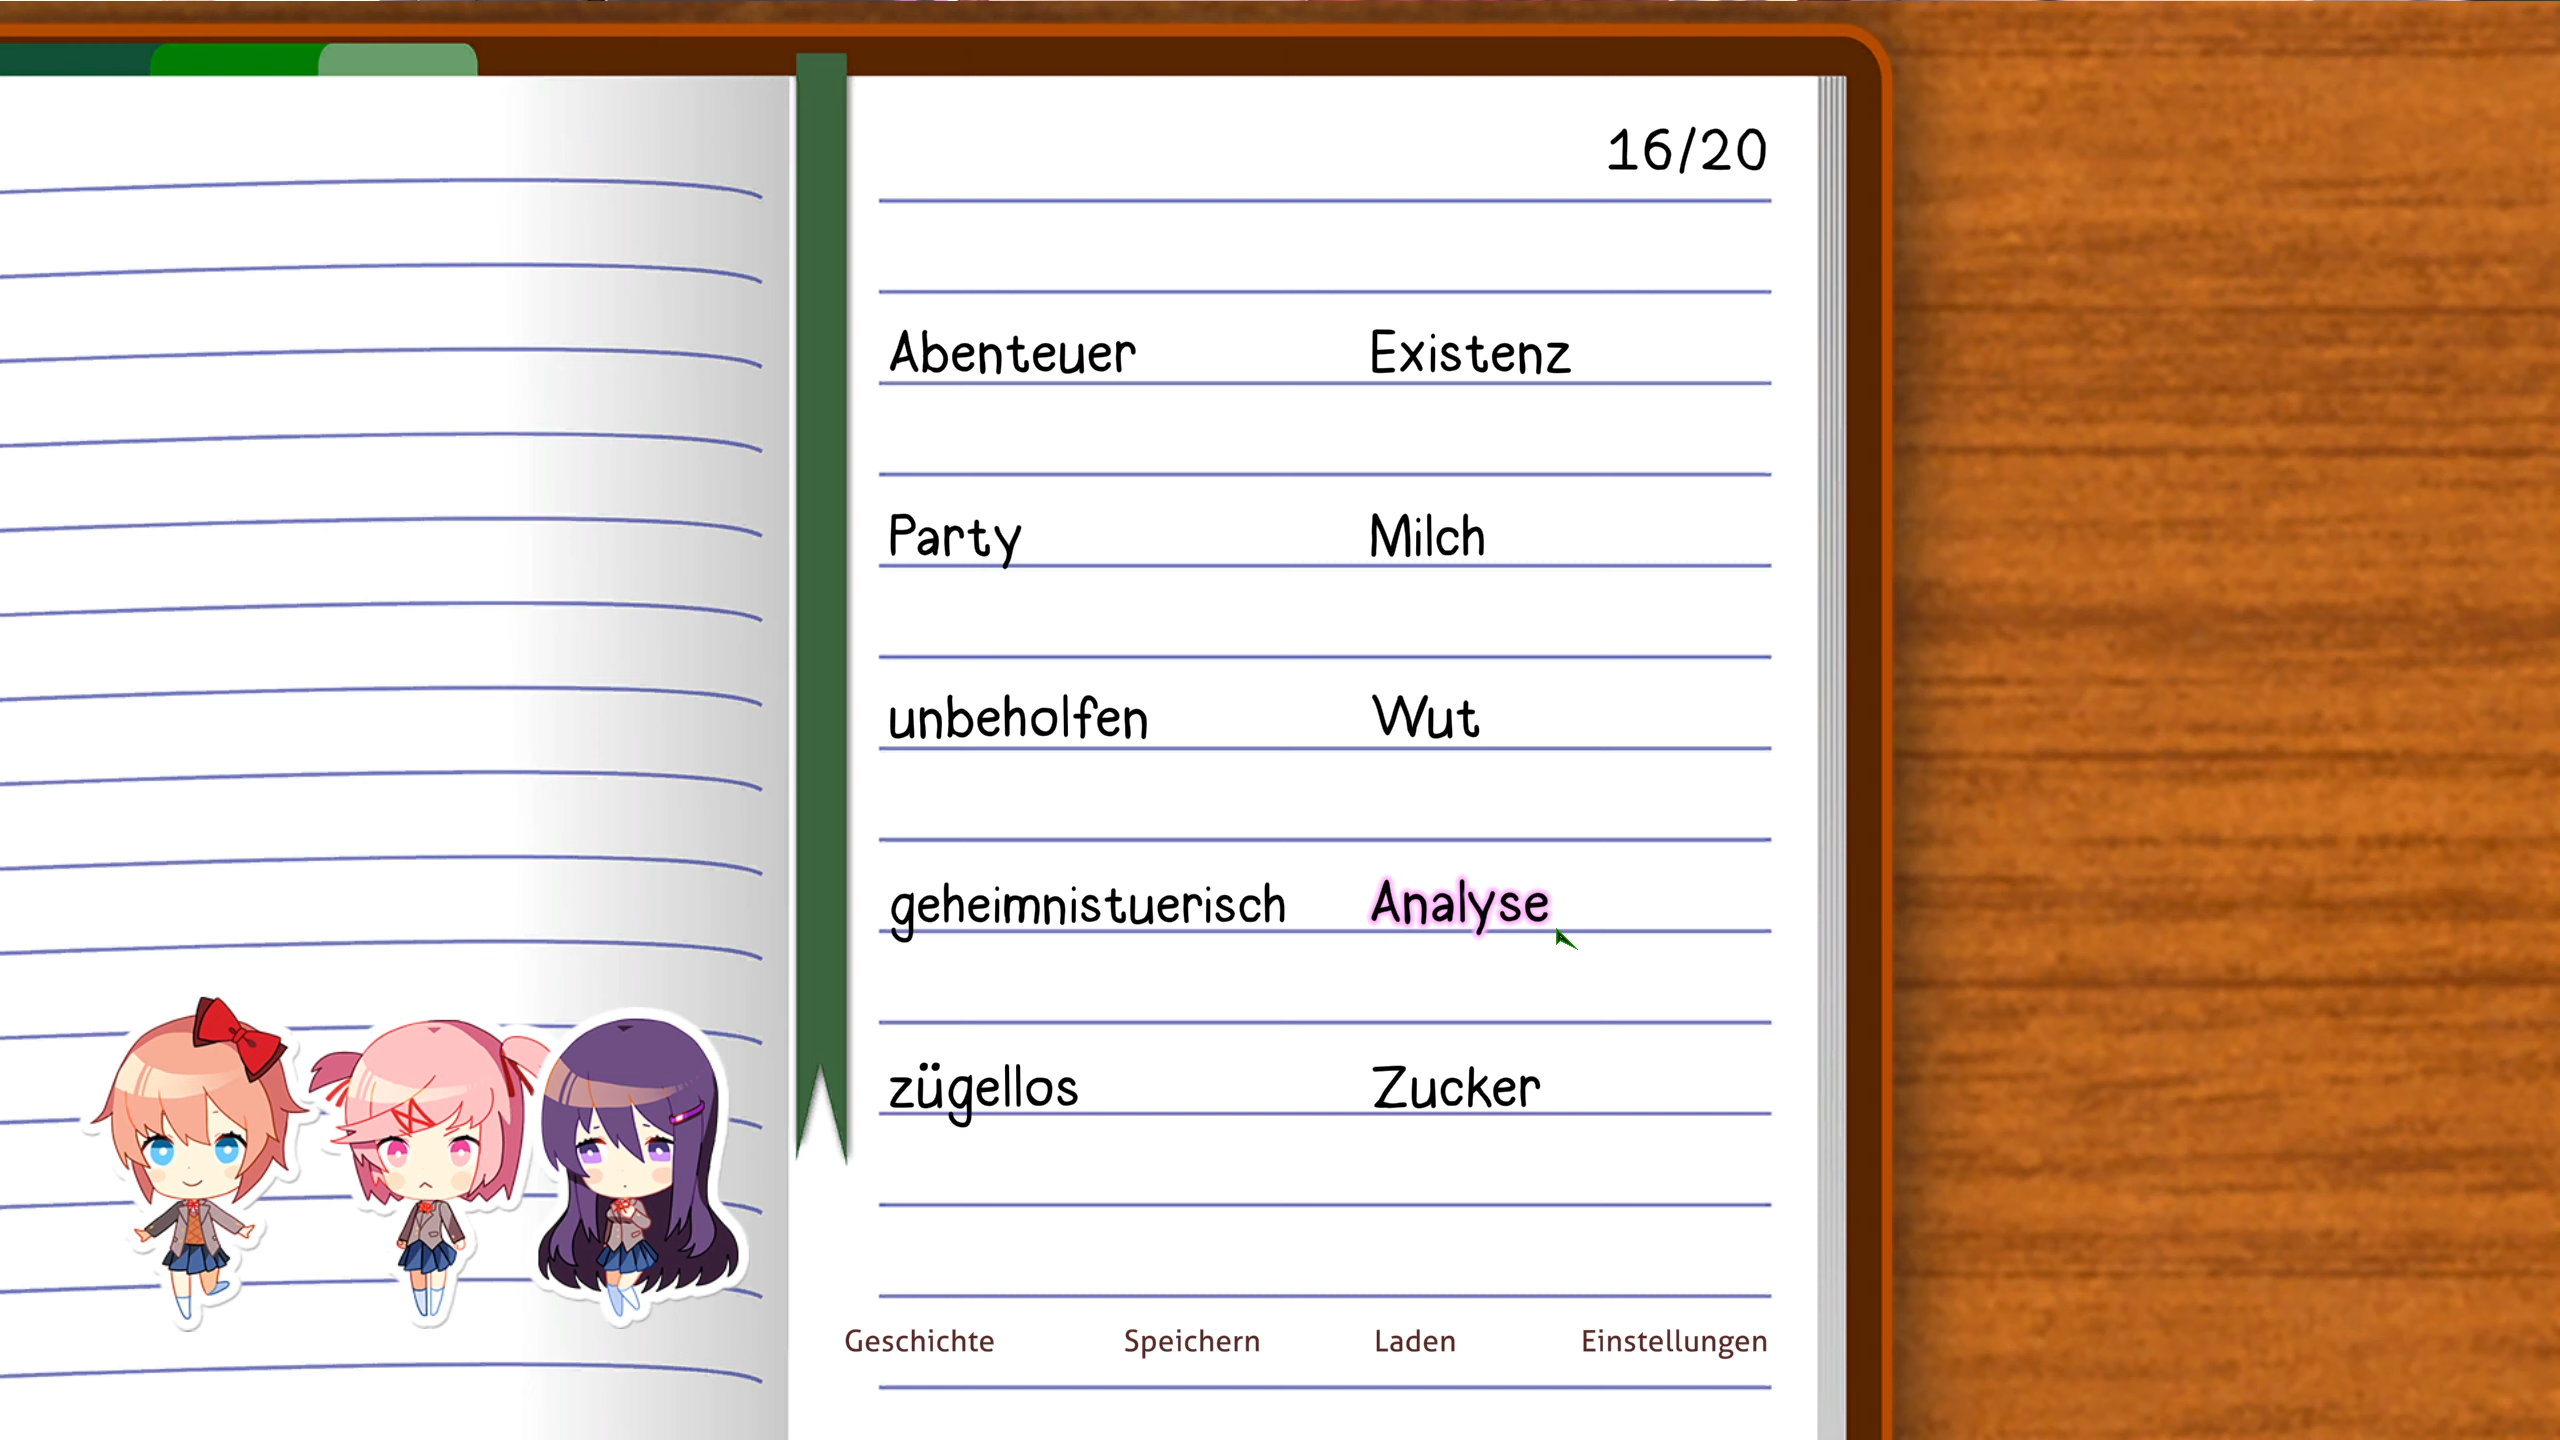 16/20
Abenteuer Existenz
Party Milch
unbeholfen Wut
geheimnistuerisch Analyse
zügellos Zucker
Geschichte Speichern Laden Einstellungen